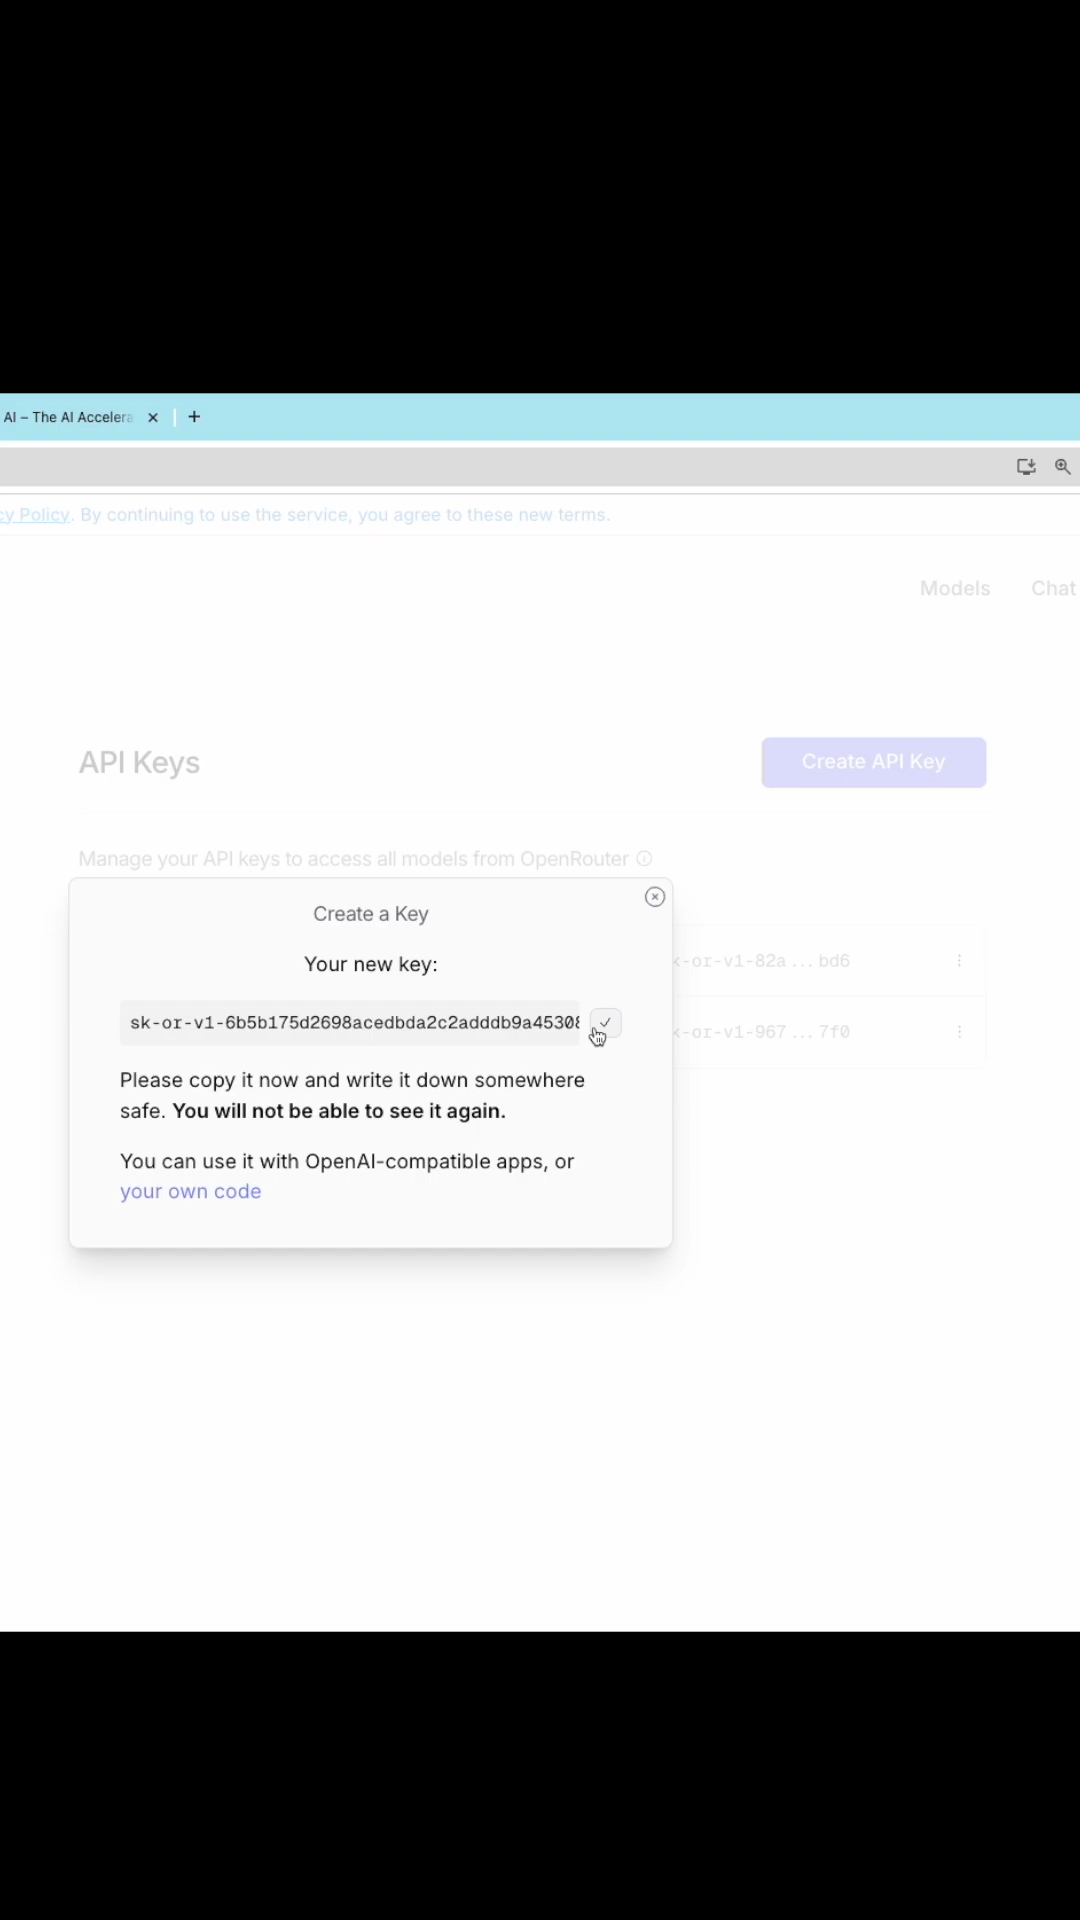 AI – The AI Accelera
cy Policy. By continuing to use the service, you agree to these new terms.
Models
Chat
API Keys
Create API Key
Manage your API keys to access all models from OpenRouter
Create a Key
Your new key:
sk-or-v1-6b5b175d2698acedbda2c2adddb9a45308
k-or-v1-82a...bd6
k-or-v1-967...7f0
Please copy it now and write it down somewhere
safe. You will not be able to see it again.
You can use it with OpenAI-compatible apps, or
your own code